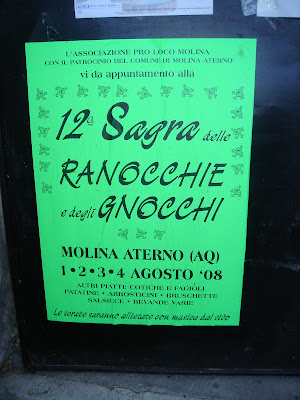 L'ASSOCIAZIONE PRO LOCO MOLINA
CON IL PATROCINIO DEL COMUNE DI MOLINA ATERNO
vi da appuntamento alla
12a Sagra delle
RANOCCHIE
e degli GNOCCHI
MOLINA ATERNO (AQ)
1•2•3•4 AGOSTO '08
ALTRI PIATTE COTICHE E FAGIOLI
PATATINE • ARROSTICINI • BRUSCHETTE
SALSICCE • BEVANDE VARIE
Le serate saranno allietate con musica dal vivo